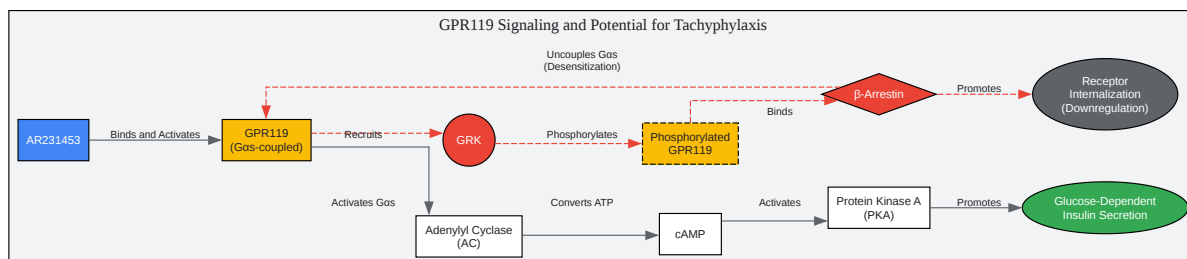 GPR119 Signaling and Potential for Tachyphylaxis
Uncouples Gαs
(Desensitization)
AR231453
Binds and Activates
GPR119
(Gαs-coupled)
Recruits
GRK
Phosphorylates
Phosphorylated
GPR119
Binds
β-Arrestin
Promotes
Receptor
Internalization
(Downregulation)
Activates Gαs
Adenylyl Cyclase
(AC)
Converts ATP
cAMP
Activates
Protein Kinase A
(PKA)
Promotes
Glucose-Dependent
Insulin Secretion